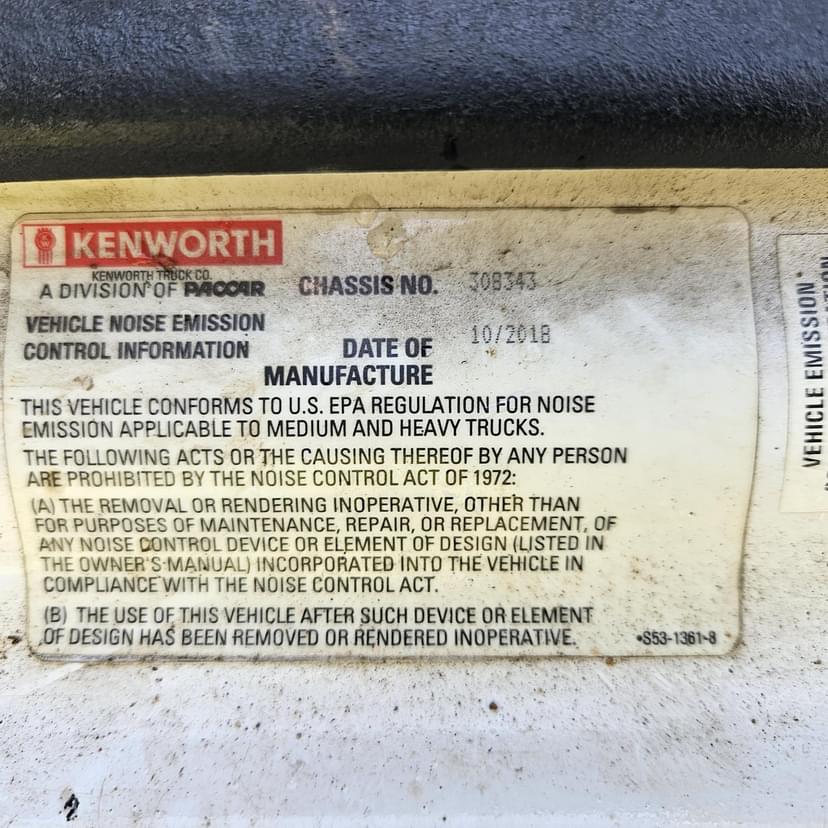 KENWORTH
KENWORTH TRUCK CO.
A DIVISION OF PACCAR
CHASSIS NO. 308343
VEHICLE NOISE EMISSION
CONTROL INFORMATION
DATE OF
MANUFACTURE
10/2018
THIS VEHICLE CONFORMS TO U.S. EPA REGULATION FOR NOISE
EMISSION APPLICABLE TO MEDIUM AND HEAVY TRUCKS.
THE FOLLOWING ACTS OR THE CAUSING THEREOF BY ANY PERSON
ARE PROHIBITED BY THE NOISE CONTROL ACT OF 1972:
(A) THE REMOVAL OR RENDERING INOPERATIVE, OTHER THAN
FOR PURPOSES OF MAINTENANCE, REPAIR, OR REPLACEMENT, OF
ANY NOISE CONTROL DEVICE OR ELEMENT OF DESIGN (LISTED IN
THE OWNER'S MANUAL) INCORPORATED INTO THE VEHICLE IN
COMPLIANCE WITH THE NOISE CONTROL ACT.
(B) THE USE OF THIS VEHICLE AFTER SUCH DEVICE OR ELEMENT
OF DESIGN HAS BEEN REMOVED OR RENDERED INOPERATIVE.
•S53-1361-8
VEHICLE EMISSION